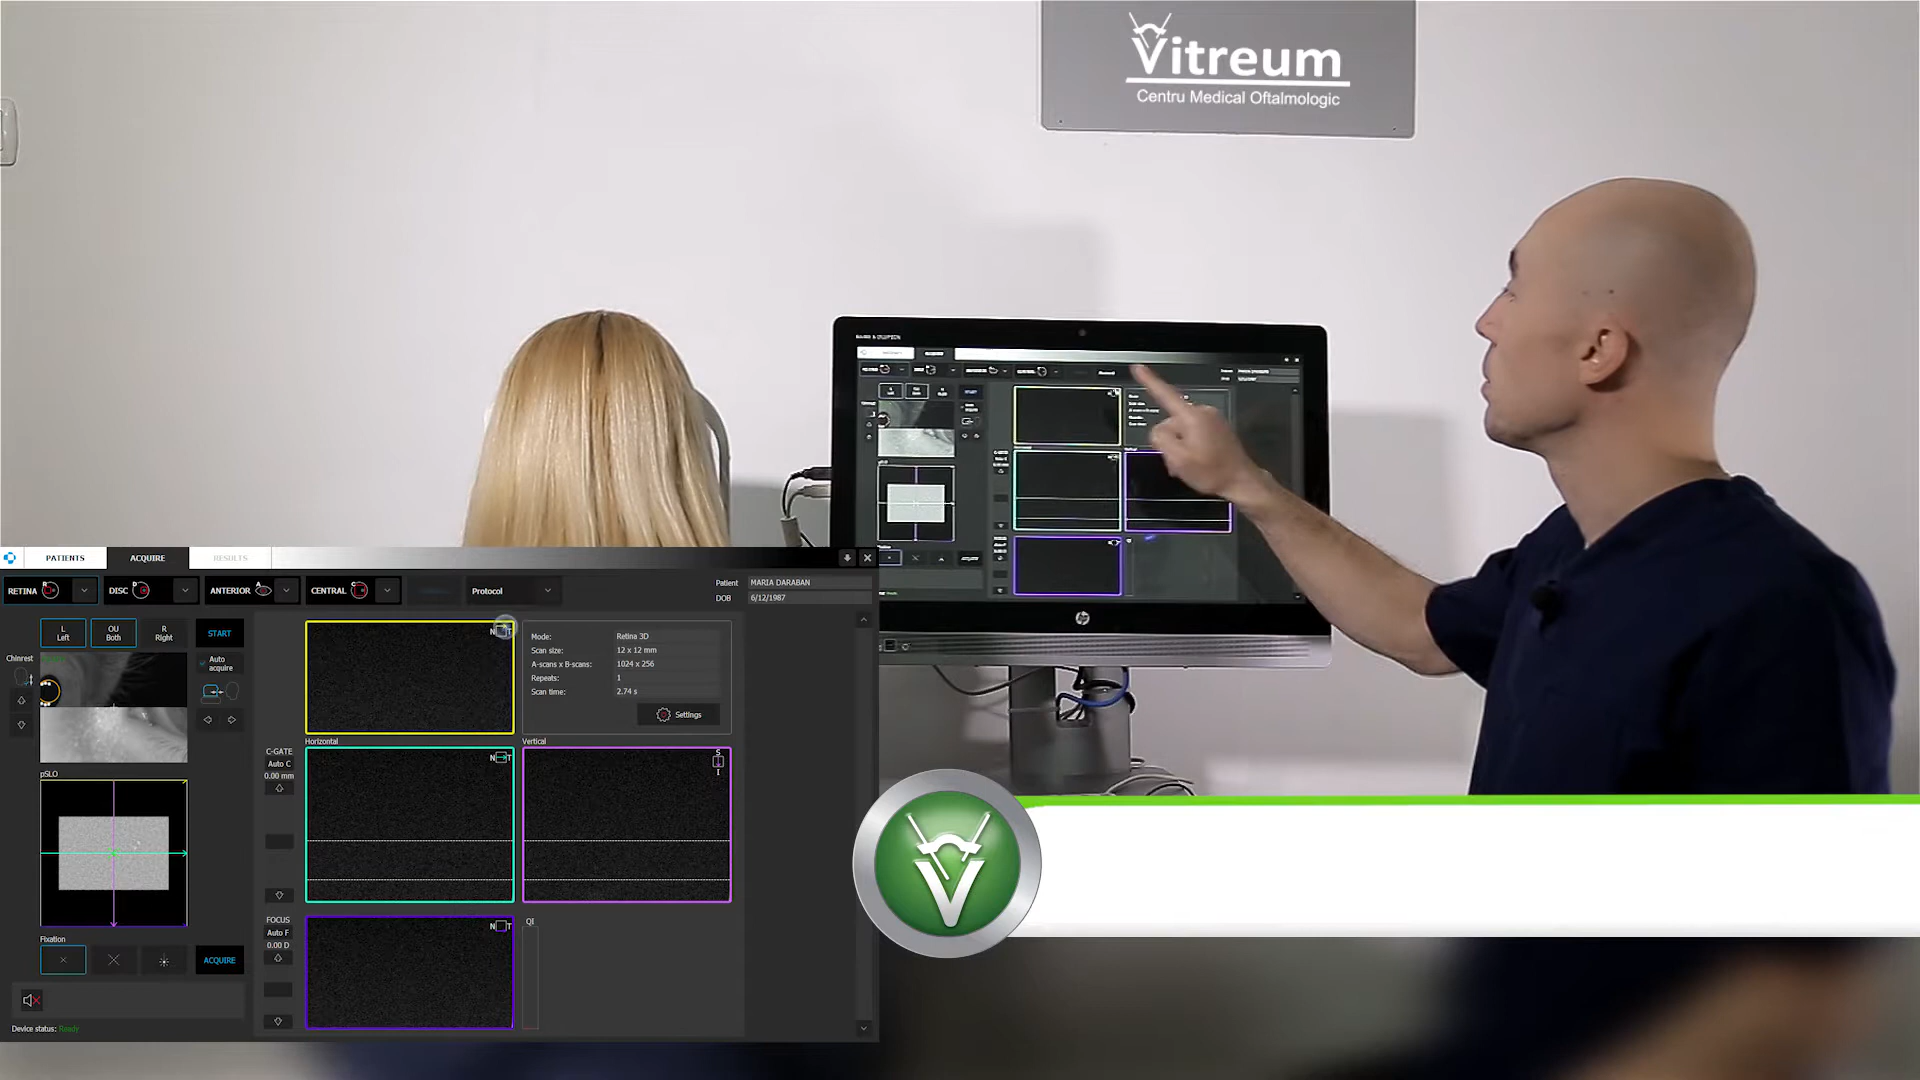 Vitreum
Centru Medical Oftalmologic
PATIENTS
ACQUIRE
RESULTS
RETINA
R
DISC
D
ANTERIOR
A
CENTRAL
C
Protocol
Patient
MARIA DARABAN
DOB
6/12/1987
L
Left
OU
Both
R
Right
START
Chinrest
Auto
acquire
N T
Mode:
Retina 3D
Scan size:
12 x 12 mm
A-scans x B-scans:
1024 x 256
Repeats:
1
Scan time:
2.74 s
Settings
Horizontal
Vertical
C-GATE
Auto C
0.00 mm
N T
S
I
pSLO
FOCUS
Auto F
0.00 D
N T
QI
Fixation
ACQUIRE
Device status: Ready
V